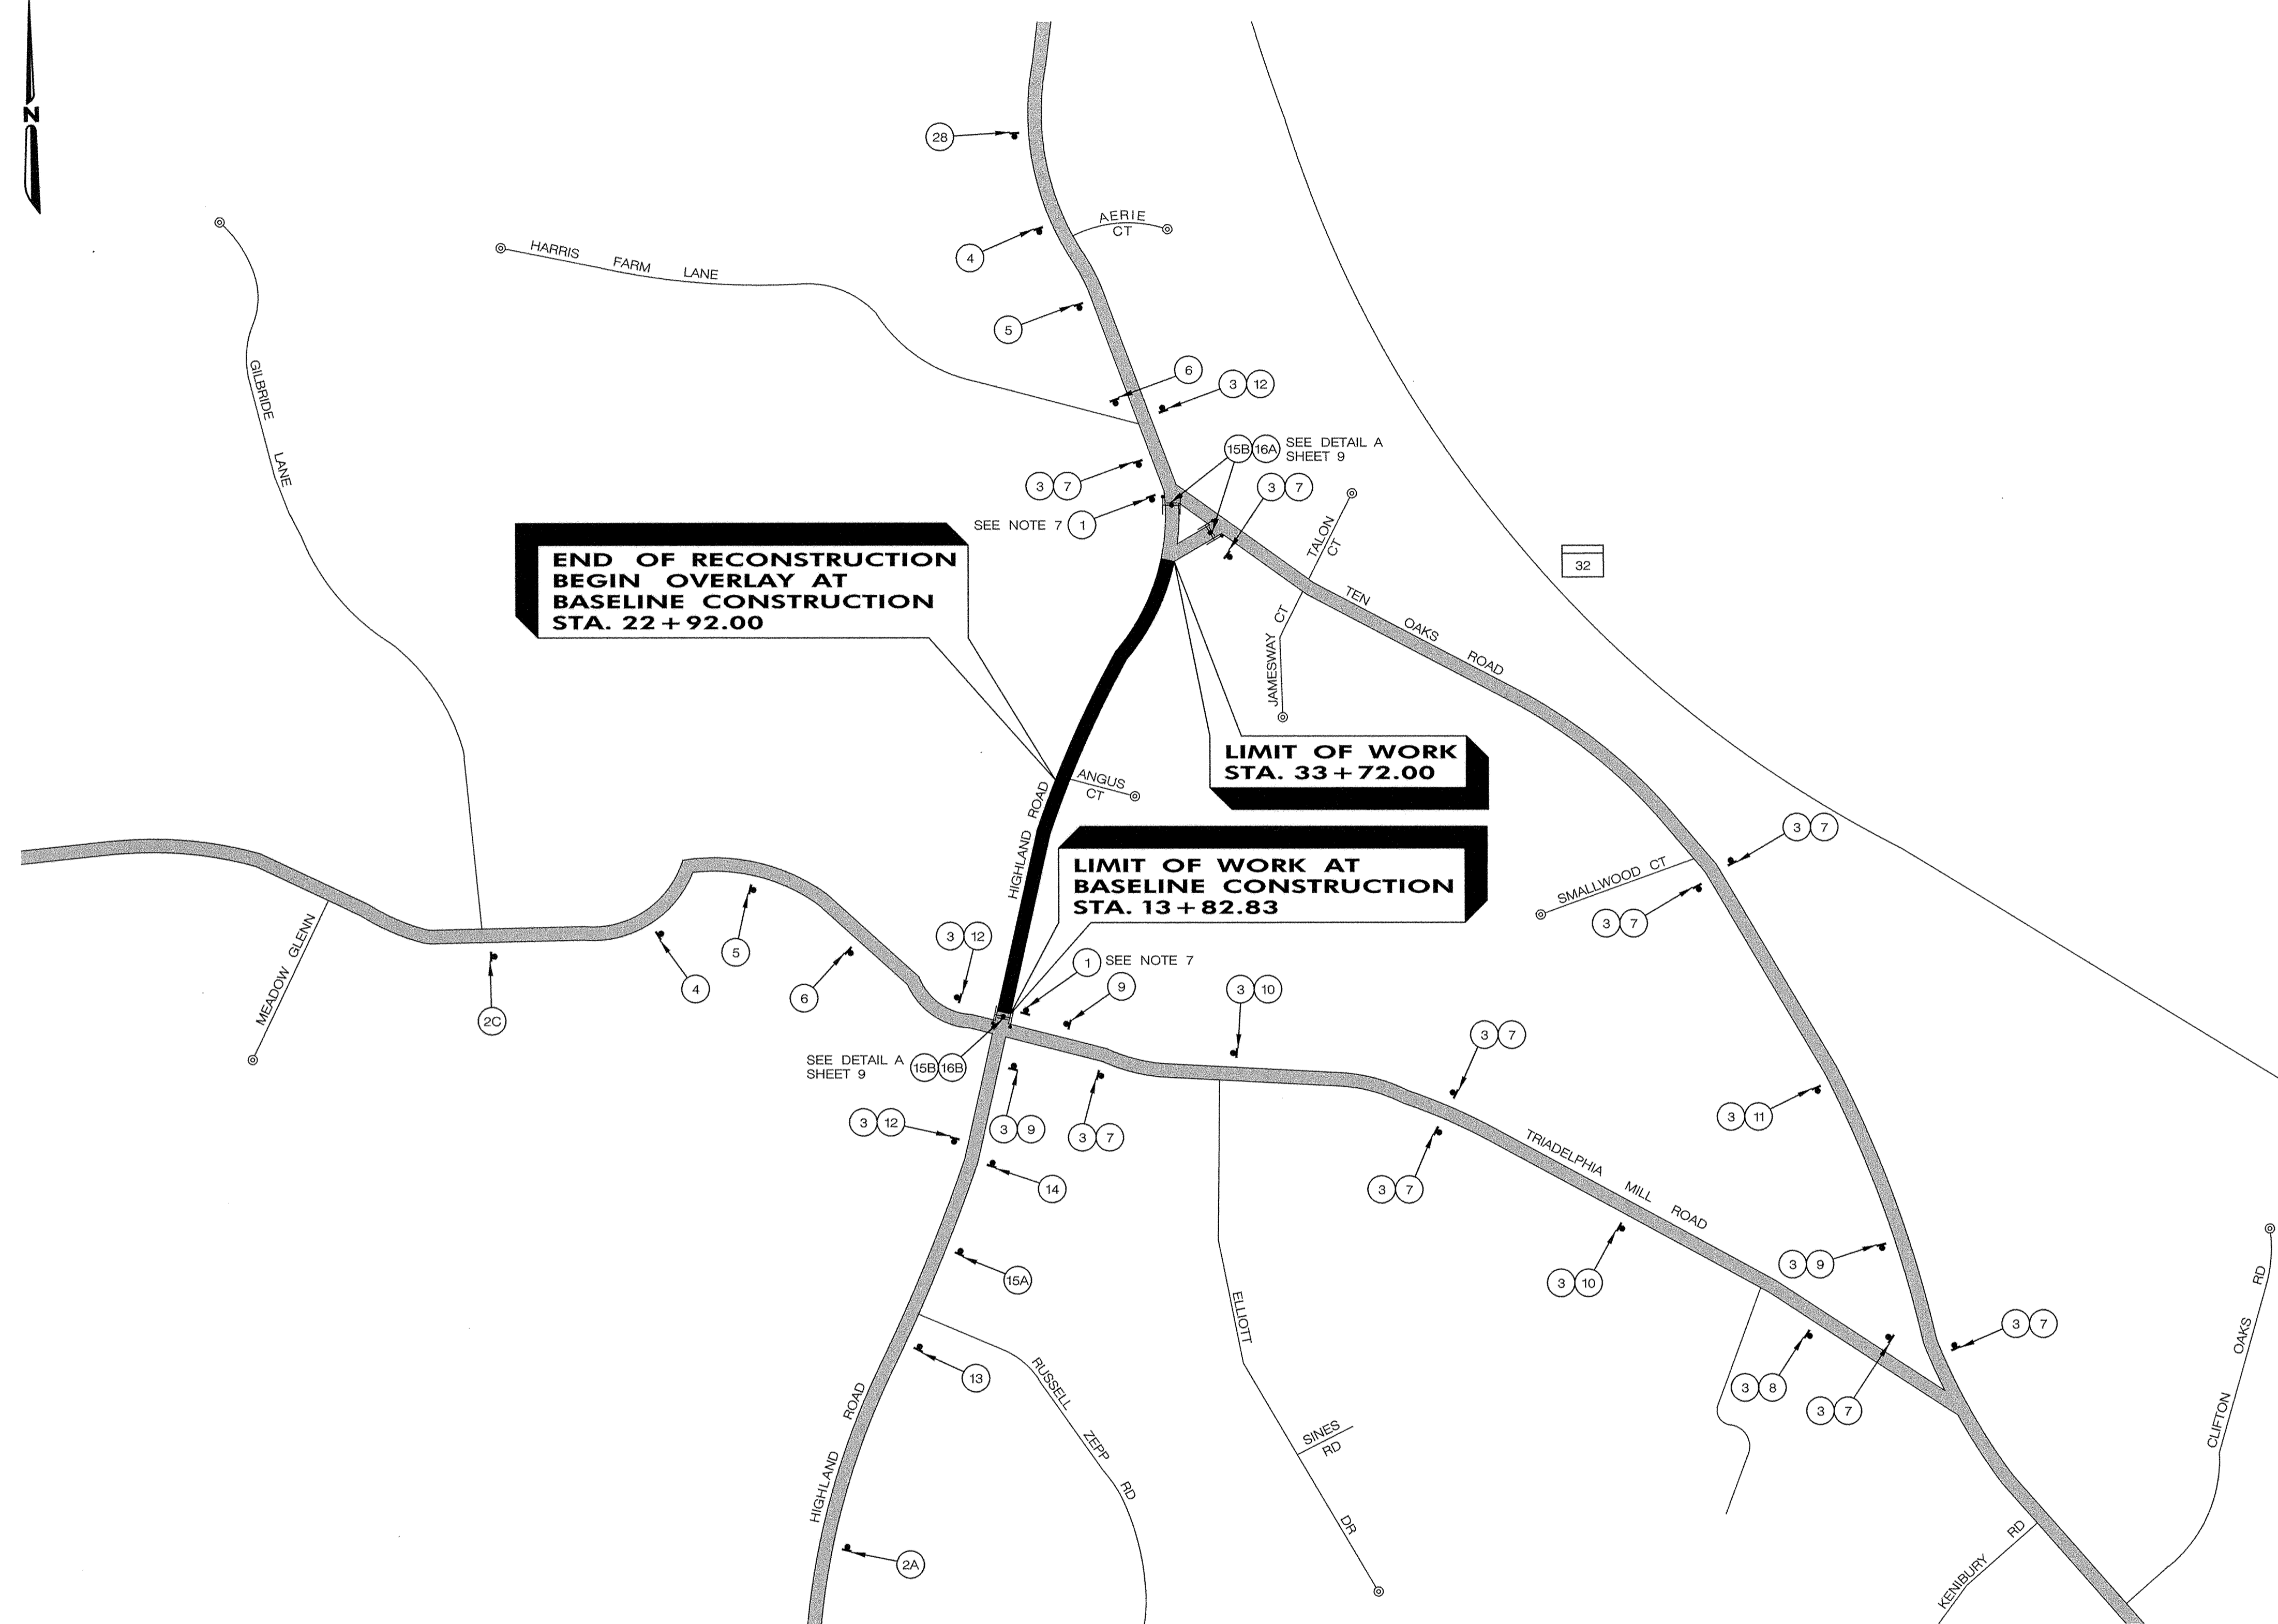 N
28
AERIE
CT
4
HARRIS FARM LANE
5
6
3 12
GILBRIDE LANE
15B 16A SEE DETAIL A
SHEET 9
3 7
3 7
SEE NOTE 7 1
TALON
CT
END OF RECONSTRUCTION
BEGIN OVERLAY AT
BASELINE CONSTRUCTION
STA. 22+92.00
32
TEN OAKS ROAD
JAMESWAY CT
LIMIT OF WORK
STA. 33+72.00
ANGUS
CT
HIGHLAND ROAD
3 7
LIMIT OF WORK AT
BASELINE CONSTRUCTION
STA. 13+82.83
SMALLWOOD CT
3 7
MEADOW GLENN
3 12
5
1 SEE NOTE 7
4
6
9
3 10
2C
3 7
SEE DETAIL A
SHEET 9
15B 16B
3 12
3 9
3 7
3 11
14
3 7
TRIADELPHIA MILL ROAD
15A
3 10
3 9
ELLIOTT DR
3 7
13
3 8
3 7
RUSSELL ZEPP RD
HIGHLAND ROAD
SINES
RD
CLIFTON OAKS RD
2A
KENIBURY RD